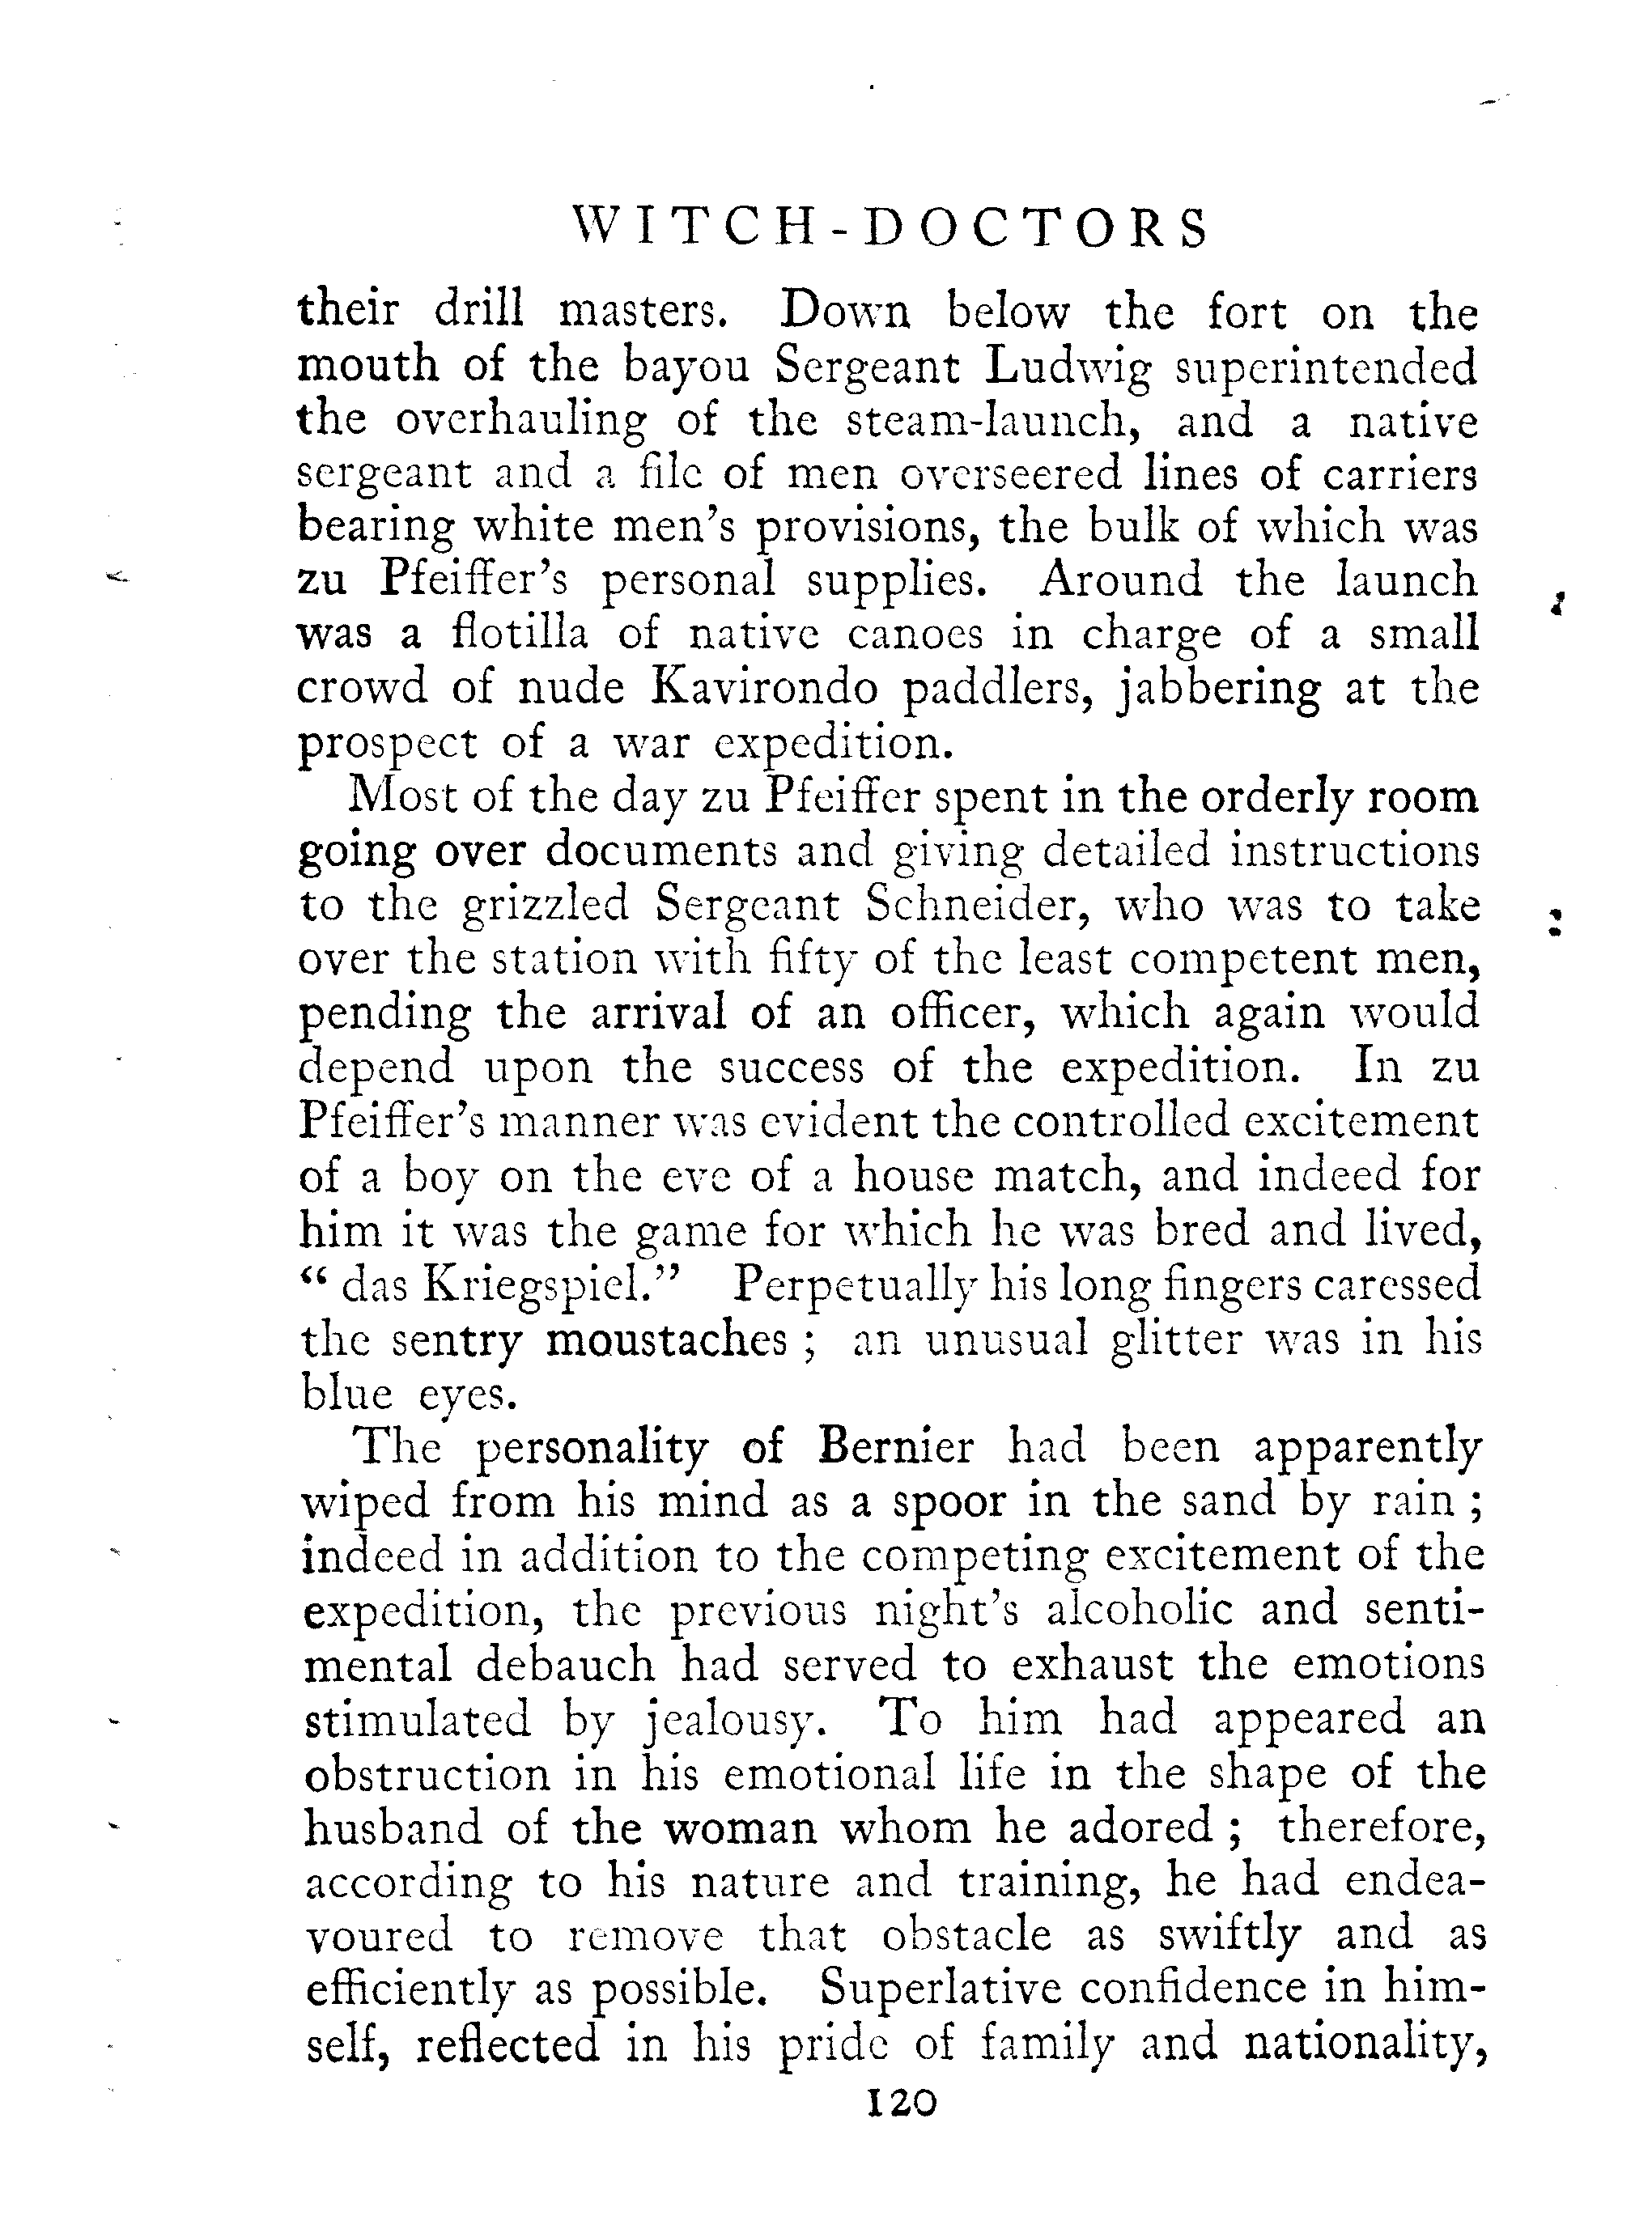 WITCH-DOCTORS
their drill masters. Down below the fort on the
mouth of the bayou Sergeant Ludwig superintended
the overhauling of the steam-launch, and a native
sergeant and a file of men overseered lines of carriers
bearing white men's provisions, the bulk of which was
zu Pfeiffer's personal supplies. Around the launch
was a flotilla of native canoes in charge of a small
crowd of nude Kavirondo paddlers, jabbering at the
prospect of a war expedition.
Most of the day zu Pfeiffer spent in the orderly room
going over documents and giving detailed instructions
to the grizzled Sergeant Schneider, who was to take
over the station with fifty of the least competent men,
pending the arrival of an officer, which again would
depend upon the success of the expedition. In zu
Pfeiffer's manner was evident the controlled excitement
of a boy on the eve of a house match, and indeed for
him it was the game for which he was bred and lived,
“ das Kriegspiel.” Perpetually his long fingers caressed
the sentry moustaches ; an unusual glitter was in his
blue eyes.
The personality of Bernier had been apparently
wiped from his mind as a spoor in the sand by rain ;
indeed in addition to the competing excitement of the
expedition, the previous night's alcoholic and senti-
mental debauch had served to exhaust the emotions
stimulated by jealousy. To him had appeared an
obstruction in his emotional life in the shape of the
husband of the woman whom he adored ; therefore,
according to his nature and training, he had endea-
voured to remove that obstacle as swiftly and as
efficiently as possible. Superlative confidence in him-
self, reflected in his pride of family and nationality,
120